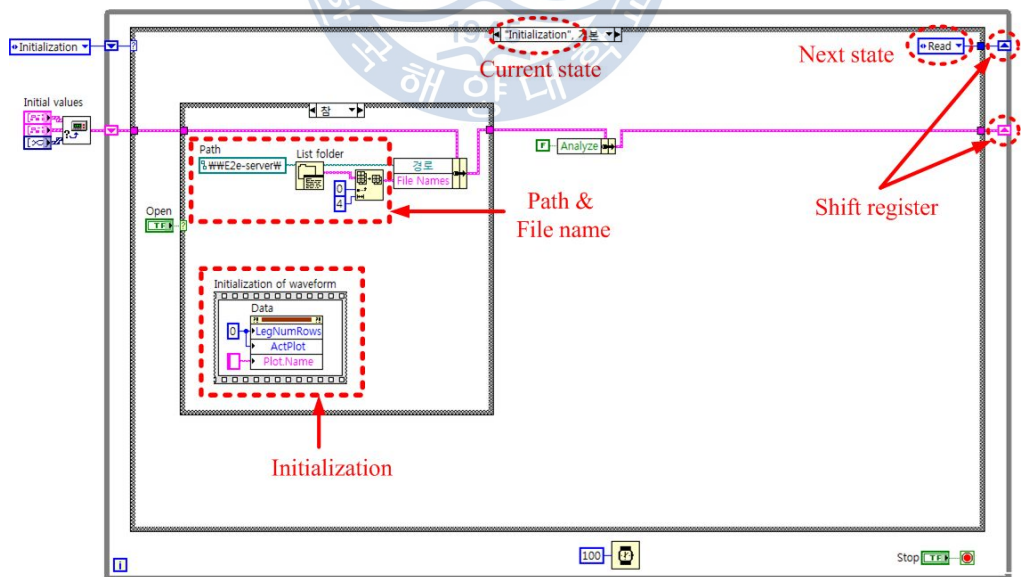 Initialization
"Initialization", 기본
Read
Current state
Next state
Initial values
참
Path
\\E2e-server\
List folder
0
4
경로
File Names
F
Analyze
Path &
File name
Shift register
Open
TF
Initialization of waveform
Data
0
LegNumRows
ActPlot
Plot.Name
Initialization
100
Stop
TF
i